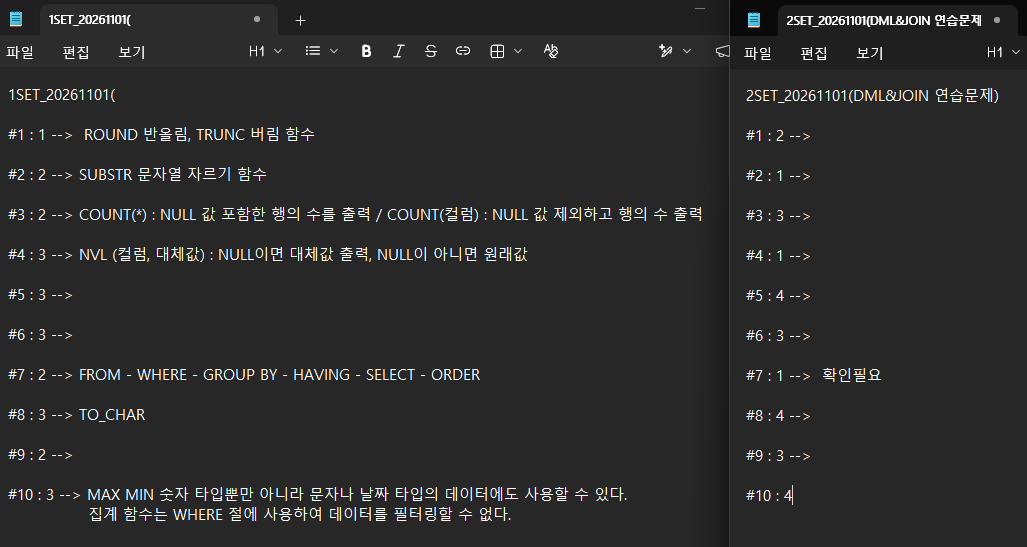 1SET_20261101(
파일 편집 보기 H1 B I S
1SET_20261101(
#1 : 1 --> ROUND 반올림, TRUNC 버림 함수
#2 : 2 --> SUBSTR 문자열 자르기 함수
#3 : 2 --> COUNT(*) : NULL 값 포함한 행의 수를 출력 / COUNT(컬럼) : NULL 값 제외하고 행의 수 출력
#4 : 3 --> NVL (컬럼, 대체값) : NULL이면 대체값 출력, NULL이 아니면 원래값
#5 : 3 -->
#6 : 3 -->
#7 : 2 --> FROM - WHERE - GROUP BY - HAVING - SELECT - ORDER
#8 : 3 --> TO_CHAR
#9 : 2 -->
#10 : 3 --> MAX MIN 숫자 타입뿐만 아니라 문자나 날짜 타입의 데이터에도 사용할 수 있다.
집계 함수는 WHERE 절에 사용하여 데이터를 필터링할 수 없다.
2SET_20261101(DML&JOIN 연습문제
파일 편집 보기 H1
2SET_20261101(DML&JOIN 연습문제)
#1 : 2 -->
#2 : 1 -->
#3 : 3 -->
#4 : 1 -->
#5 : 4 -->
#6 : 3 -->
#7 : 1 --> 확인필요
#8 : 4 -->
#9 : 3 -->
#10 : 4